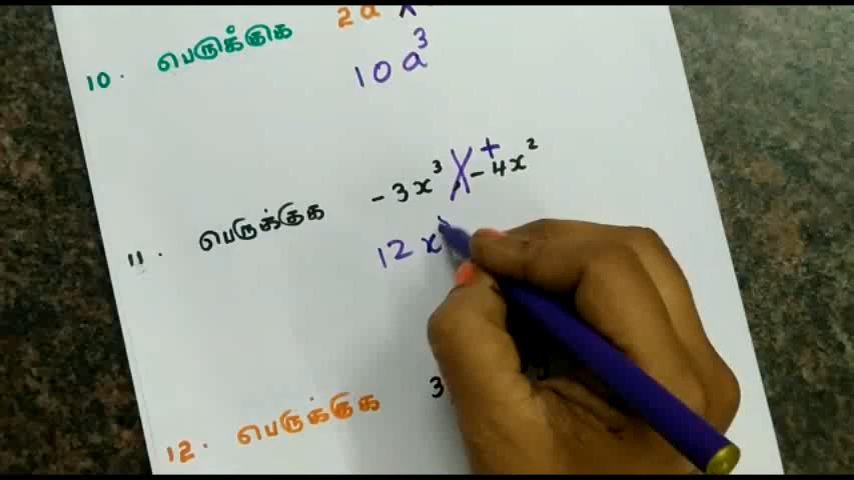 2a x
10. பெருக்குக
10a³
-3x³, X + -4x²
11. பெருக்குக
12x
3
12. பெருக்குக